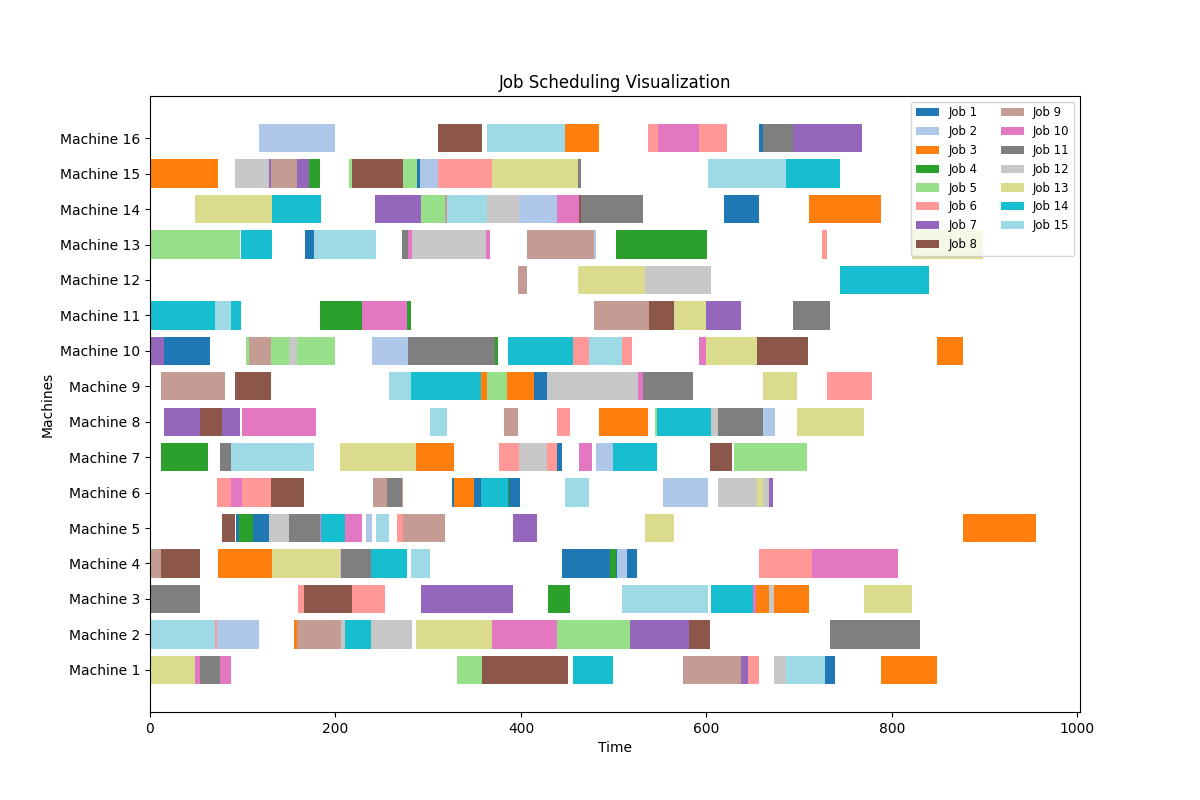 Job Scheduling Visualization
Machines
Machine 16
Machine 15
Machine 14
Machine 13
Machine 12
Machine 11
Machine 10
Machine 9
Machine 8
Machine 7
Machine 6
Machine 5
Machine 4
Machine 3
Machine 2
Machine 1
Job 1
Job 2
Job 3
Job 4
Job 5
Job 6
Job 7
Job 8
Job 9
Job 10
Job 11
Job 12
Job 13
Job 14
Job 15
0 200 400 600 800 1000
Time